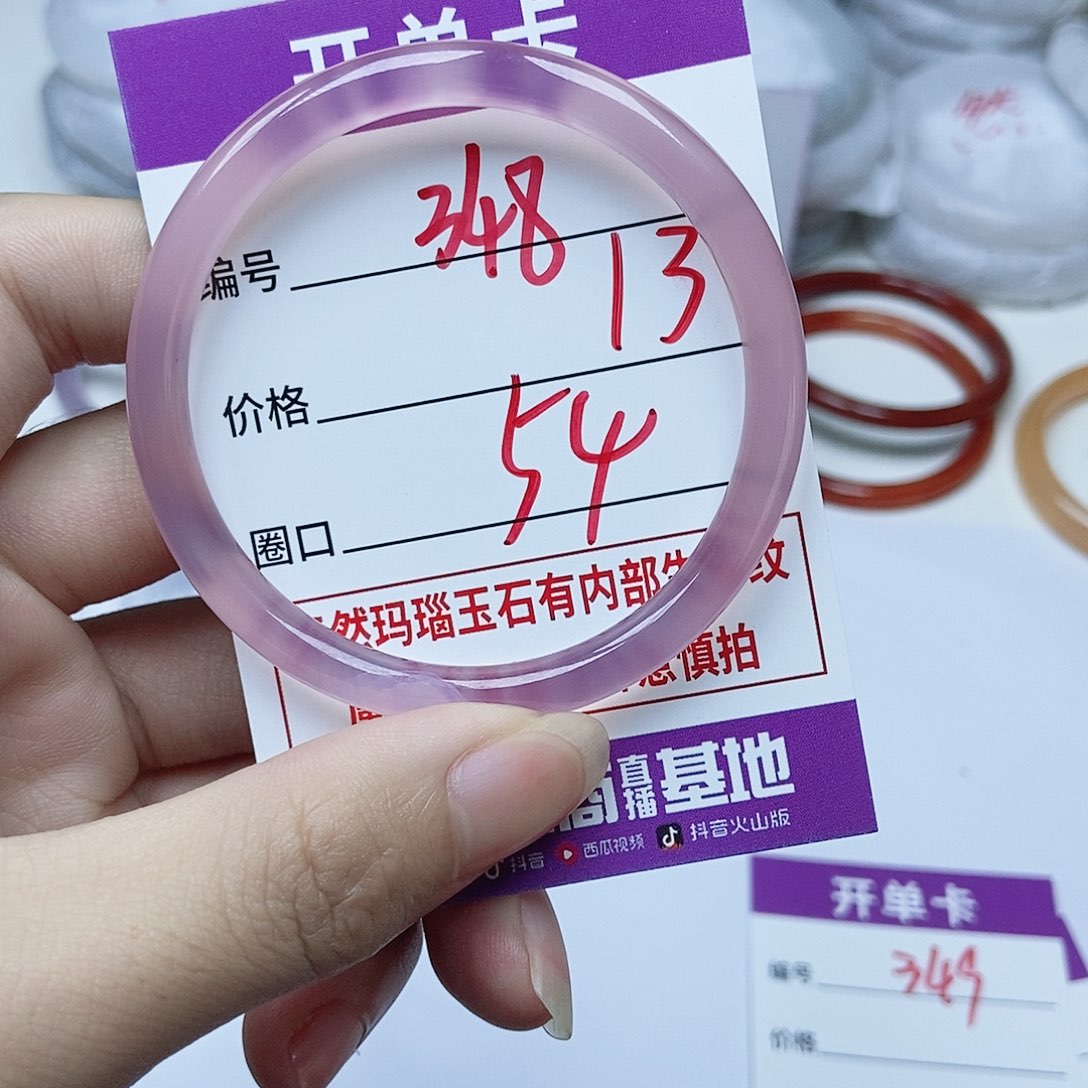 开单卡
编号 348
13
价格
54
圈口
然玛瑙玉石有内部生 纹
慎拍
直播基地
抖音 西瓜视频 抖音火山版
开单卡
编号 349
价格